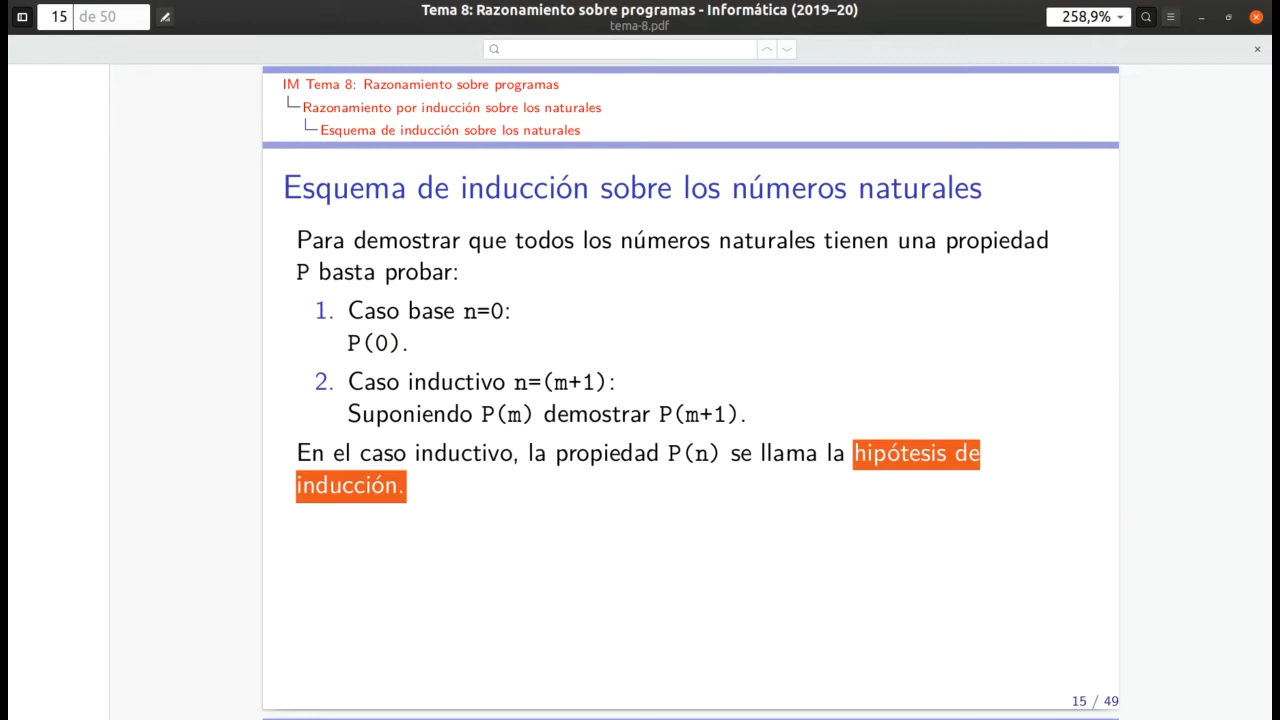 15 de 50
Tema 8: Razonamiento sobre programas - Informática (2019–20)
tema-8.pdf
258,9%
IM Tema 8: Razonamiento sobre programas
Razonamiento por inducción sobre los naturales
Esquema de inducción sobre los naturales
Esquema de inducción sobre los números naturales
Para demostrar que todos los números naturales tienen una propiedad
P basta probar:
1. Caso base n=0:
P(0).
2. Caso inductivo n=(m+1):
Suponiendo P(m) demostrar P(m+1).
En el caso inductivo, la propiedad P(n) se llama la hipótesis de
inducción.
15 / 49